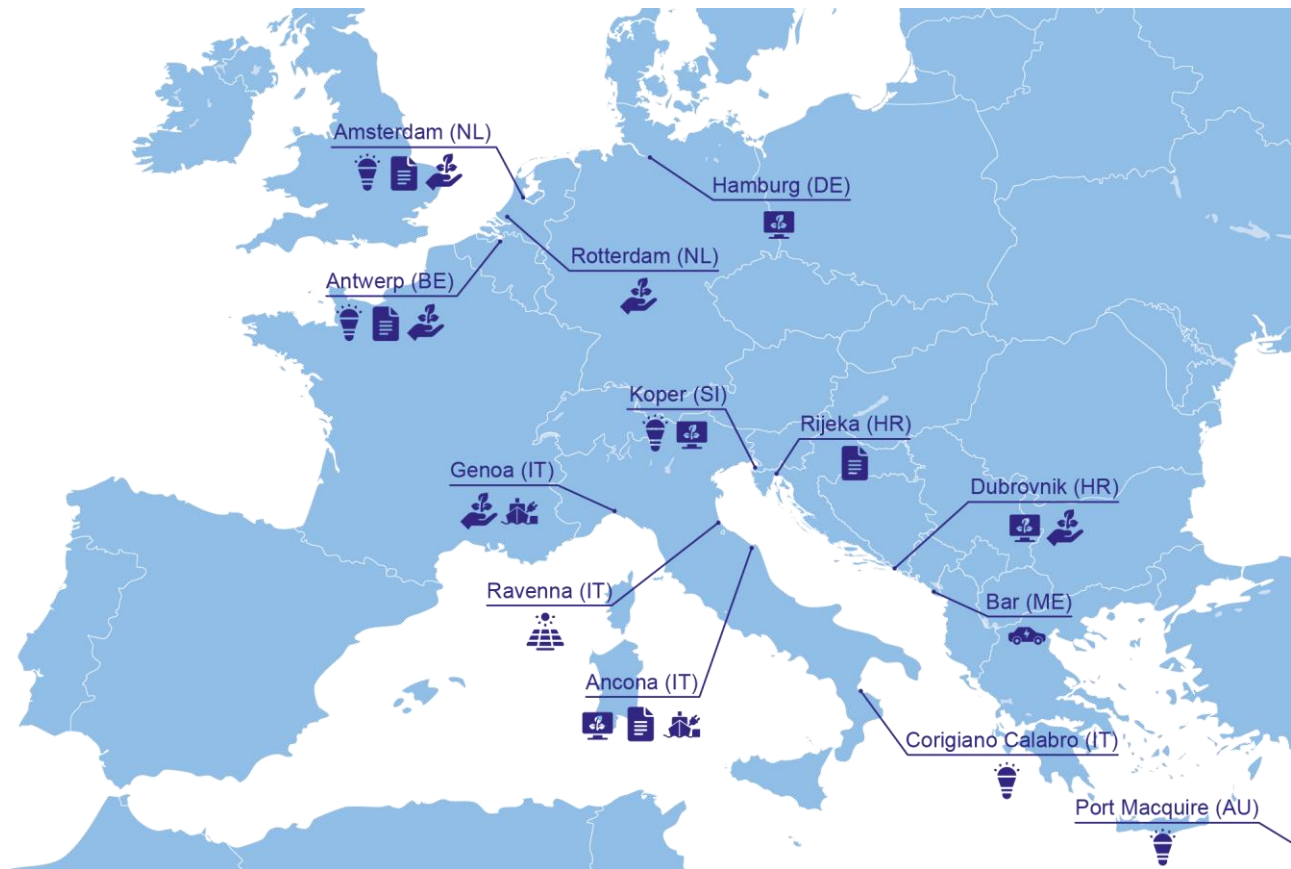 Amsterdam (NL)
Hamburg (DE)
Rotterdam (NL)
Antwerp (BE)
Koper (SI)
Rijeka (HR)
Genoa (IT)
Dubrovnik (HR)
Ravenna (IT)
Bar (ME)
Ancona (IT)
Corigiano Calabro (IT)
Port Macquire (AU)